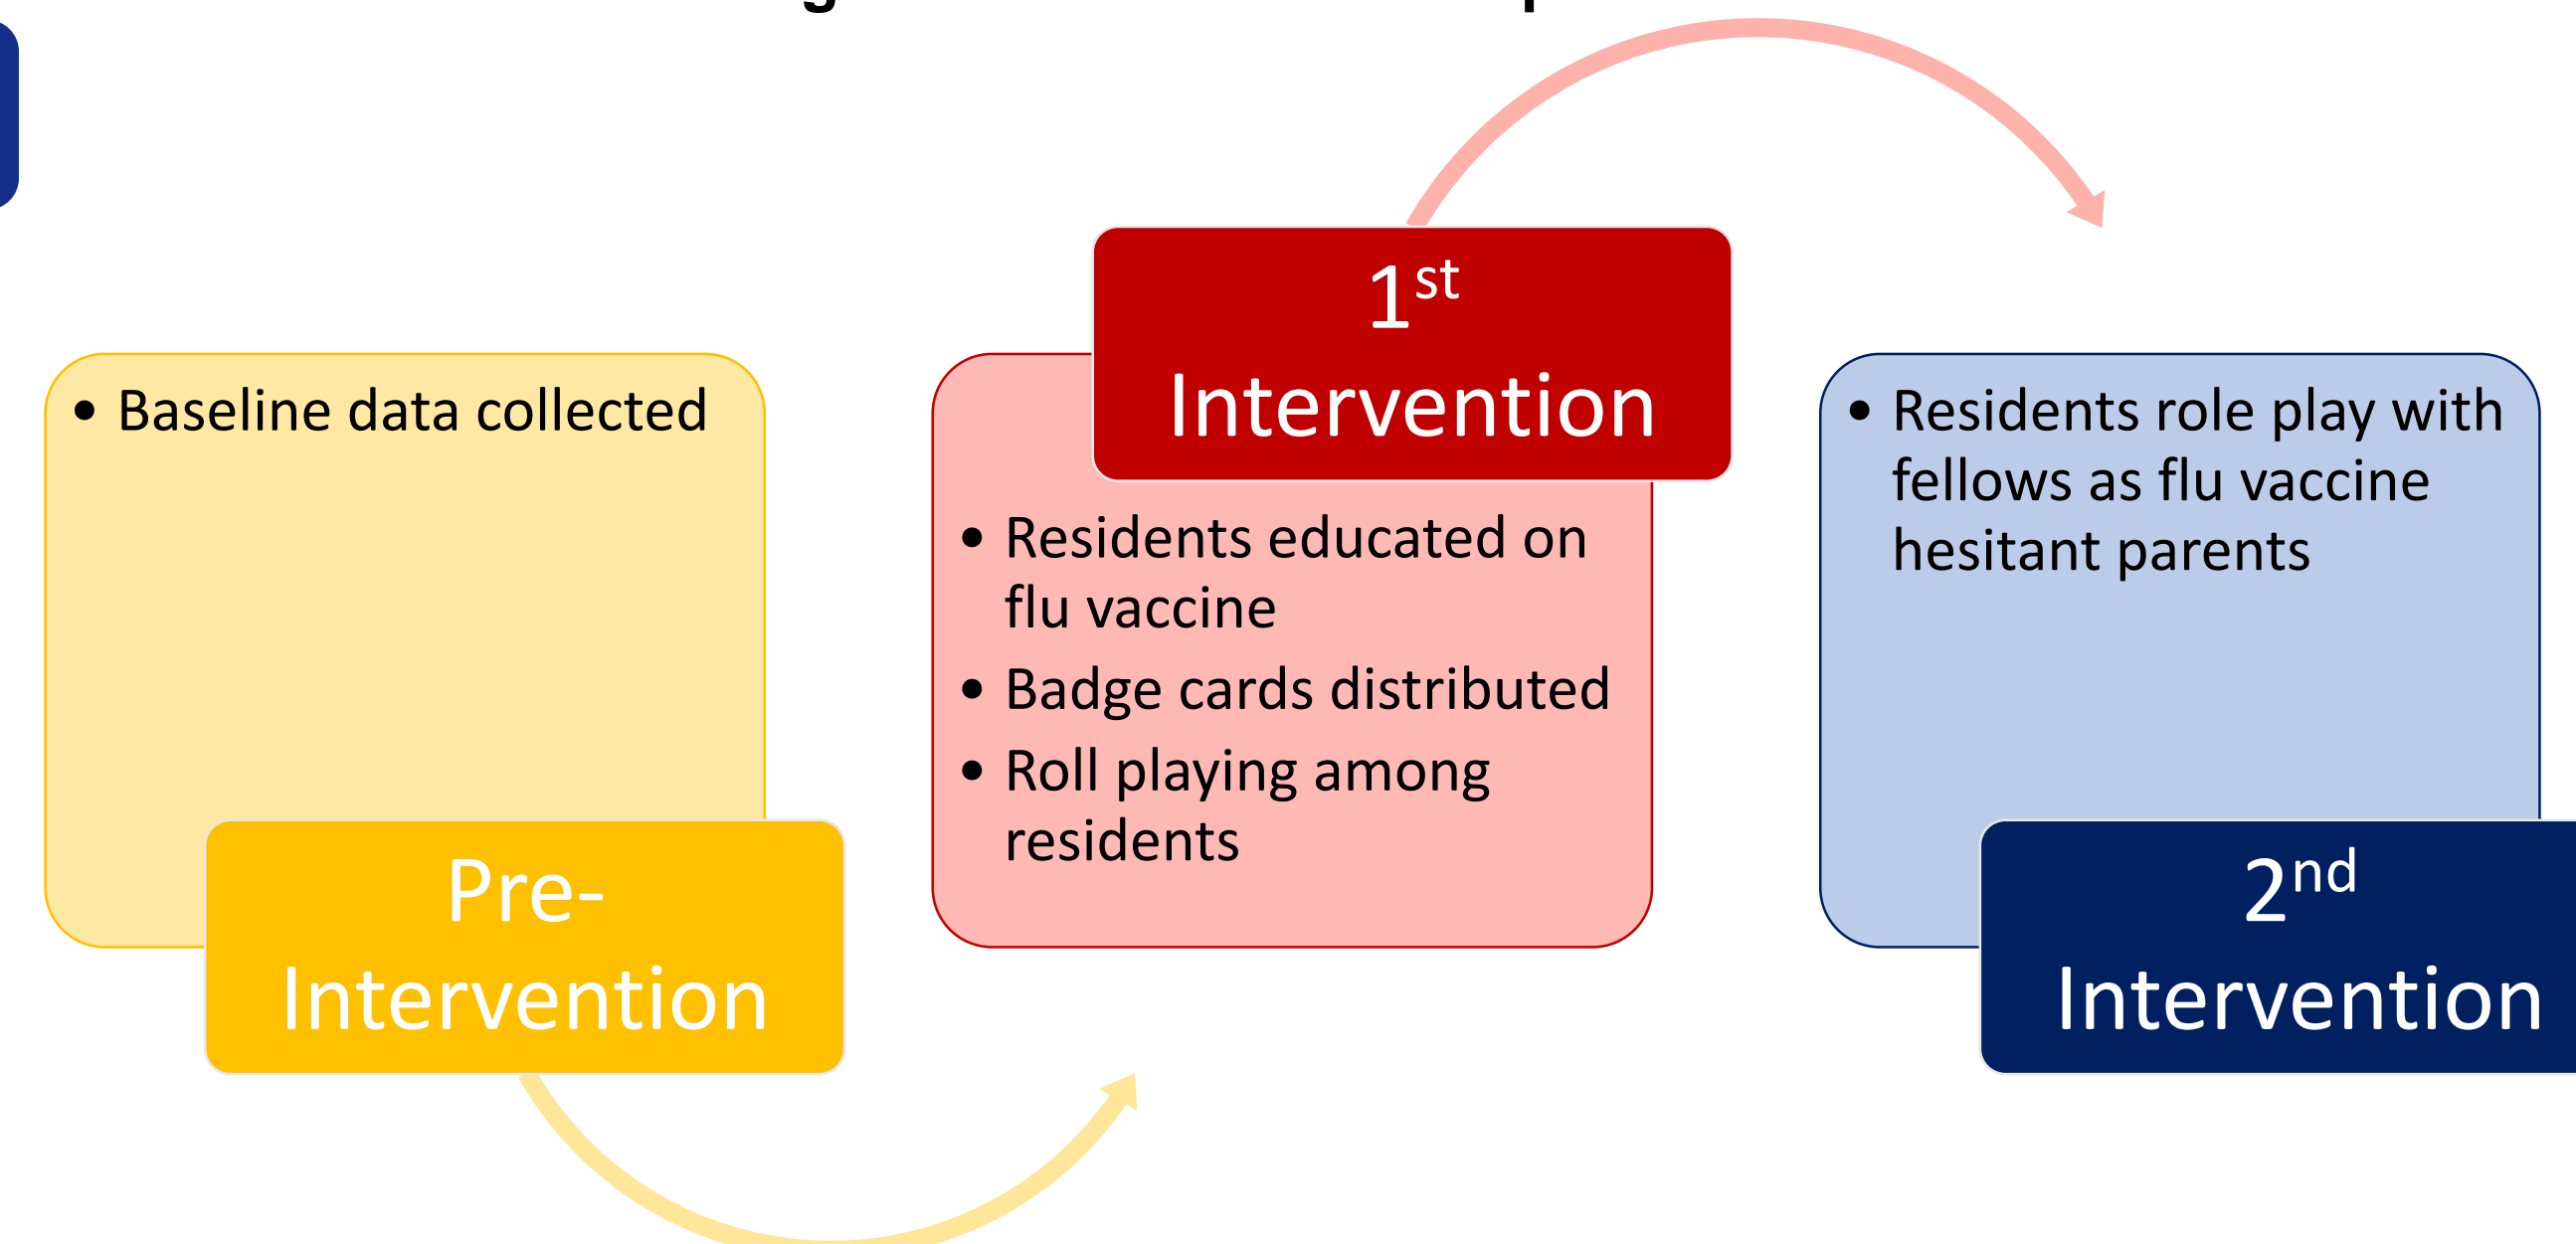 • Baseline data collected
Pre-
Intervention
1st
Intervention
• Residents educated on
flu vaccine
• Badge cards distributed
• Roll playing among
residents
• Residents role play with
fellows as flu vaccine
hesitant parents
2nd
Intervention